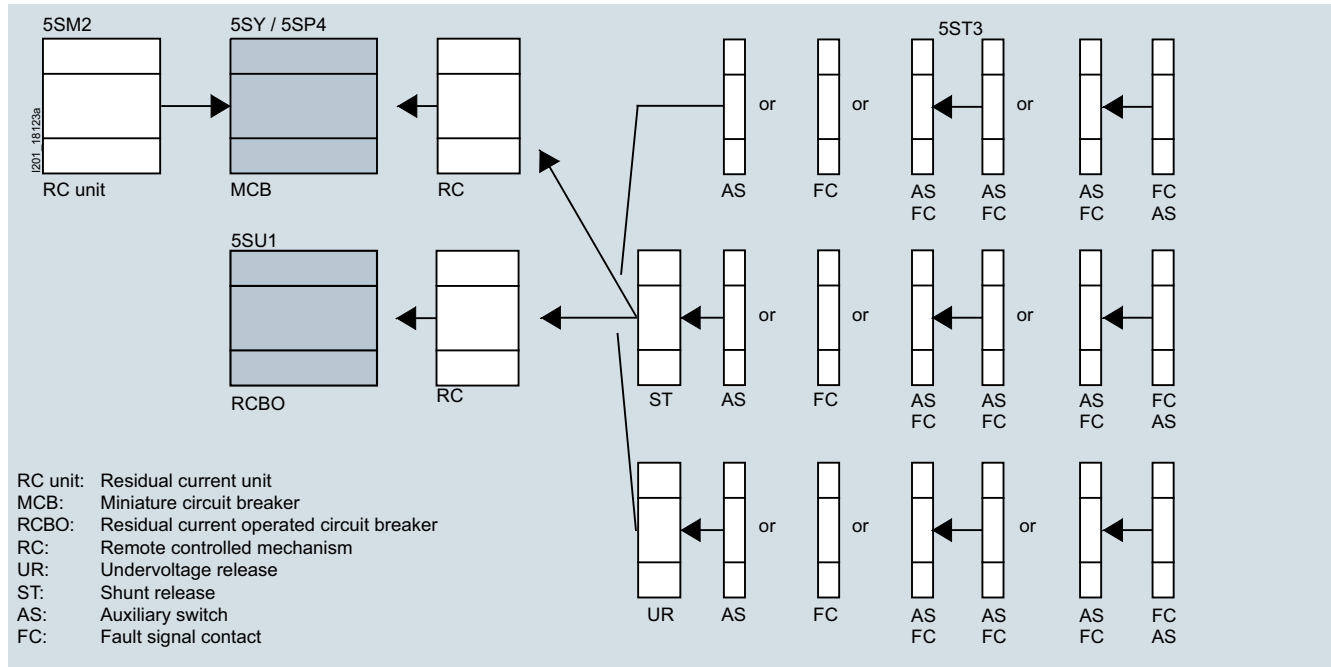 5SM2
5SY / 5SP4
5ST3
I201_18123a
or
or
or
RC unit
MCB
RC
AS
FC
AS
FC
AS
FC
AS
FC
FC
AS
5SU1
or
or
or
RCBO
RC
ST
AS
FC
AS
FC
AS
FC
AS
FC
FC
AS
or
or
or
UR
AS
FC
AS
FC
AS
FC
AS
FC
FC
AS
RC unit: Residual current unit
MCB: Miniature circuit breaker
RCBO: Residual current operated circuit breaker
RC: Remote controlled mechanism
UR: Undervoltage release
ST: Shunt release
AS: Auxiliary switch
FC: Fault signal contact